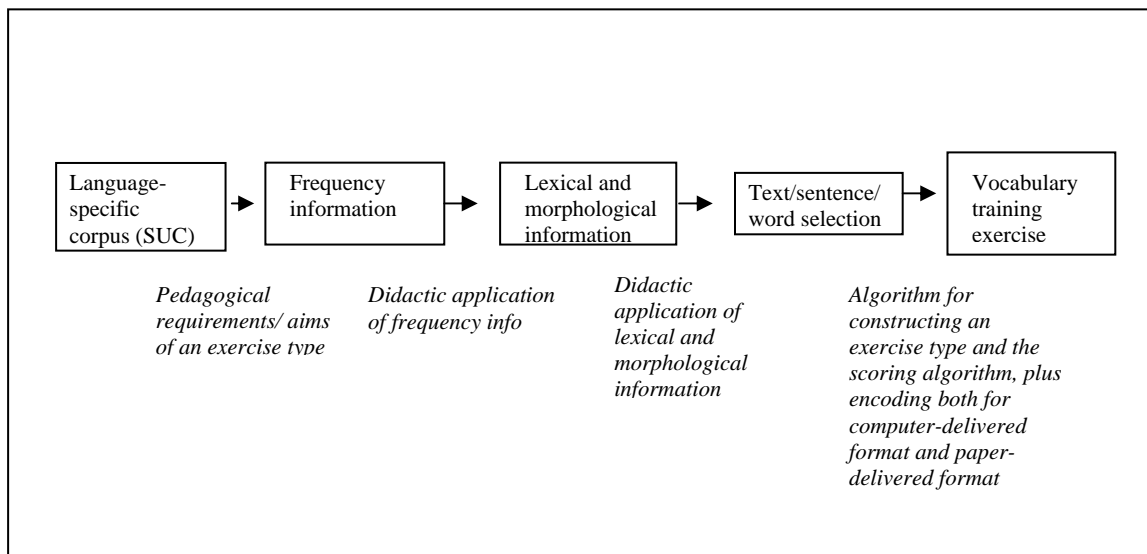 Language-
specific
corpus (SUC)
Frequency
information
Lexical and
morphological
information
Text/sentence/
word selection
Vocabulary
training
exercise
Pedagogical
requirements/ aims
of an exercise type
Didactic application
of frequency info
Didactic
application of
lexical and
morphological
information
Algorithm for
constructing an
exercise type and the
scoring algorithm, plus
encoding both for
computer-delivered
format and paper-
delivered format